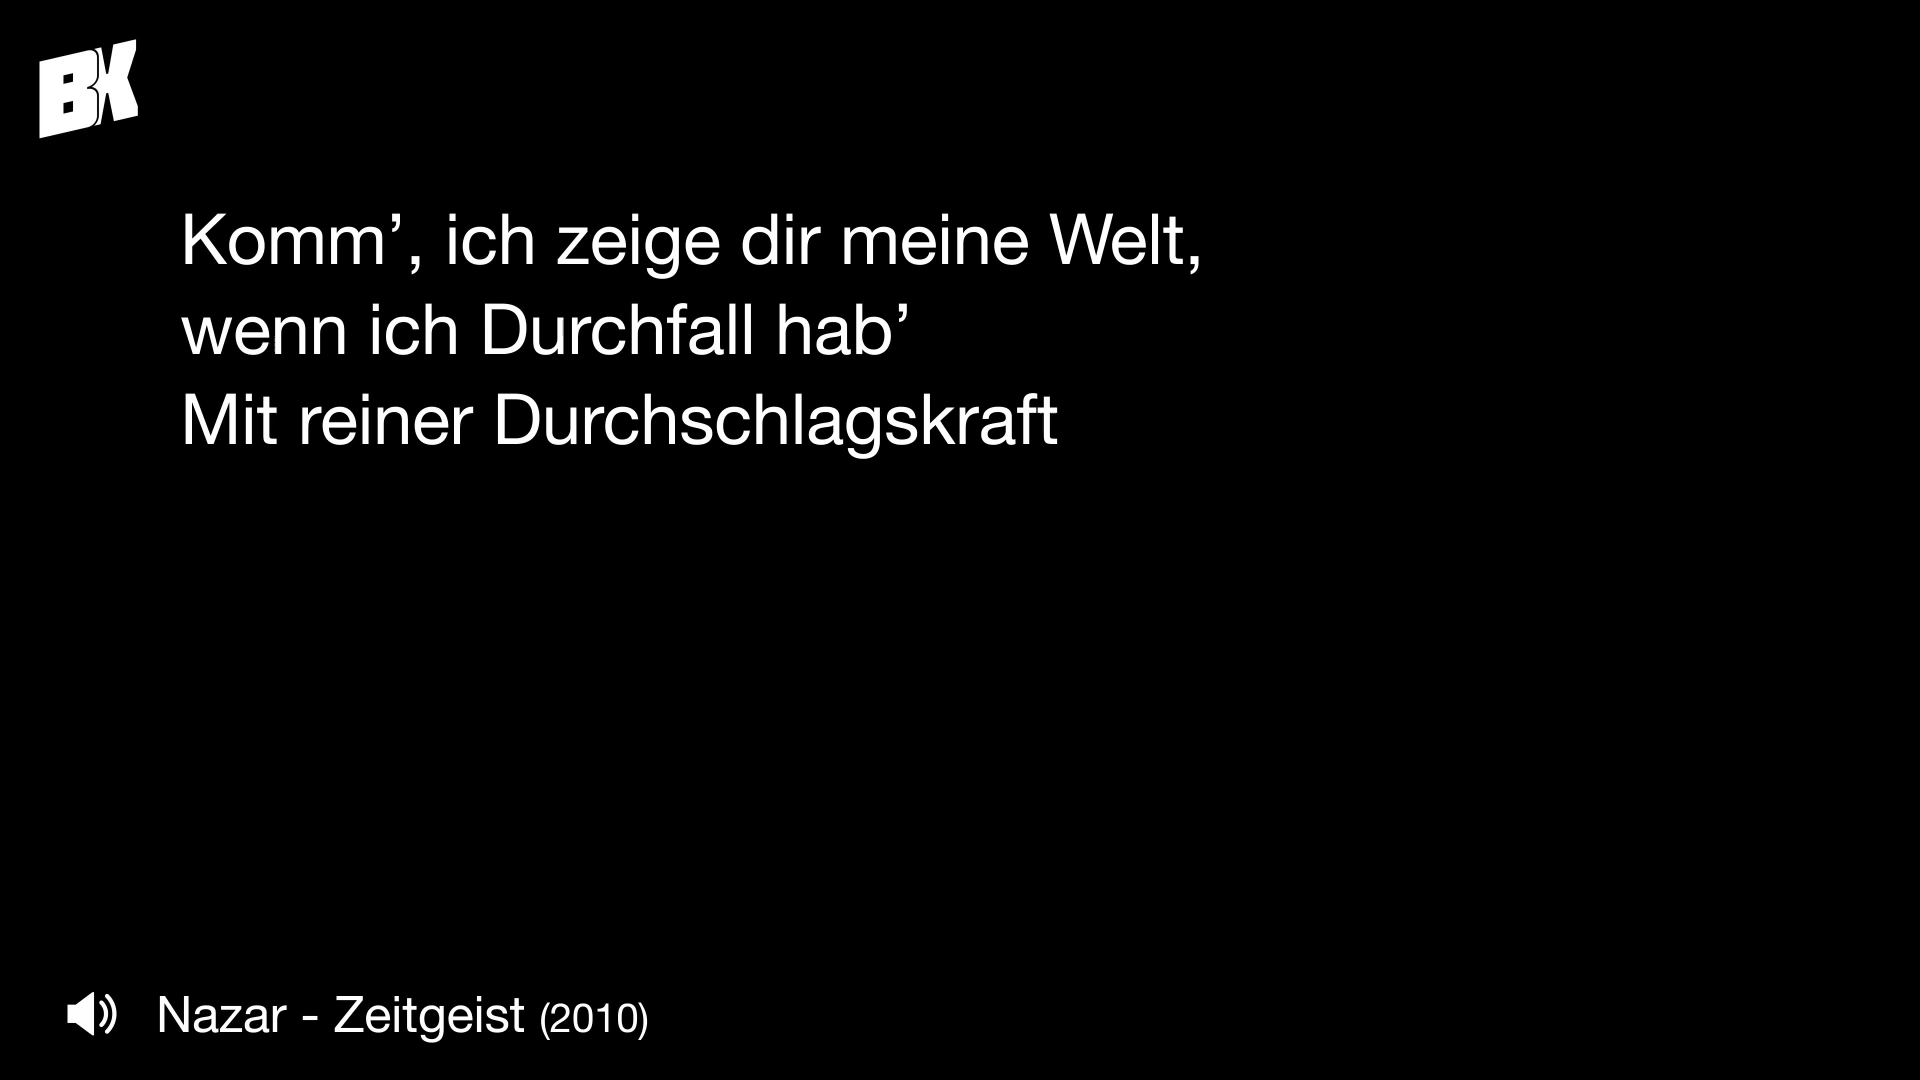 BK
Komm’, ich zeige dir meine Welt,
wenn ich Durchfall hab’
Mit reiner Durchschlagskraft
Nazar - Zeitgeist (2010)